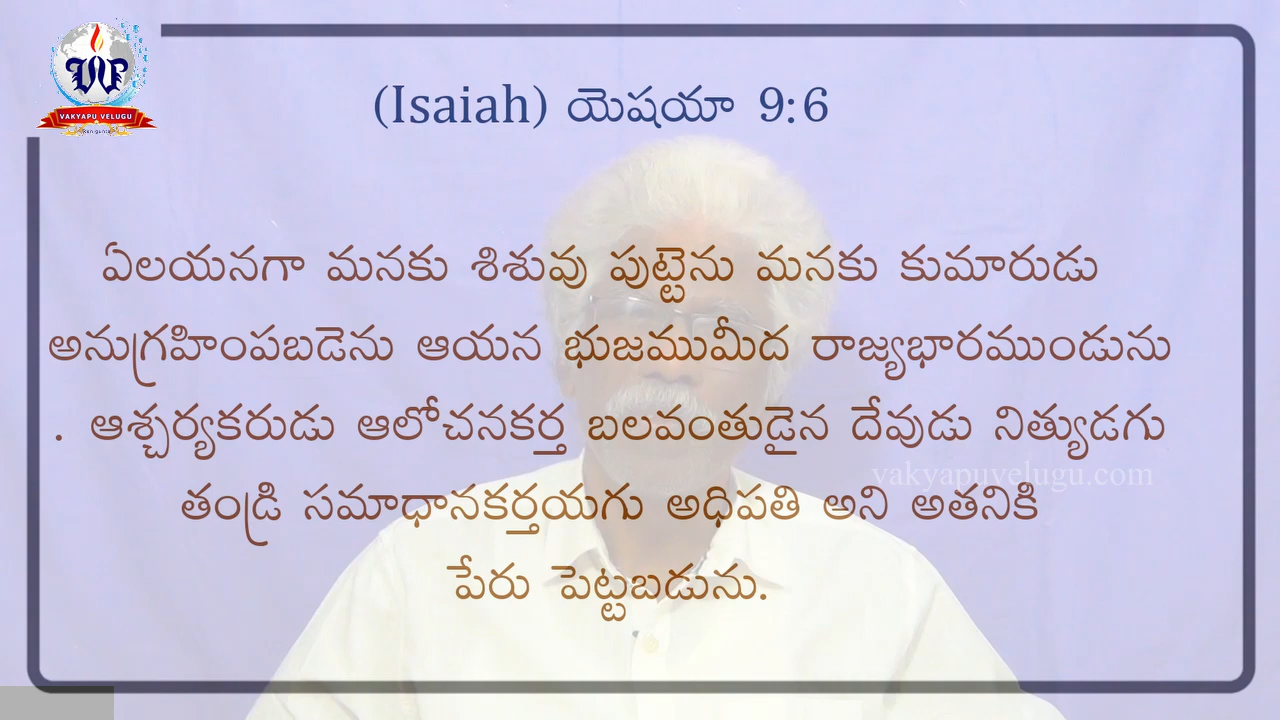 VAKYAPU VELUGU
(Isaiah) యెషయా 9:6
ఏలయనగా మనకు శిశువు పుట్టెను మనకు కుమారుడు
అనుగ్రహింపబడెను ఆయన భుజముమీద రాజ్యభారముండును
. ఆశ్చర్యకరుడు ఆలోచనకర్త బలవంతుడైన దేవుడు నిత్యుడగు
vakyapuvelugu.com
తండ్రి సమాధానకర్తయగు అధిపతి అని అతనికి
పేరు పెట్టబడును.